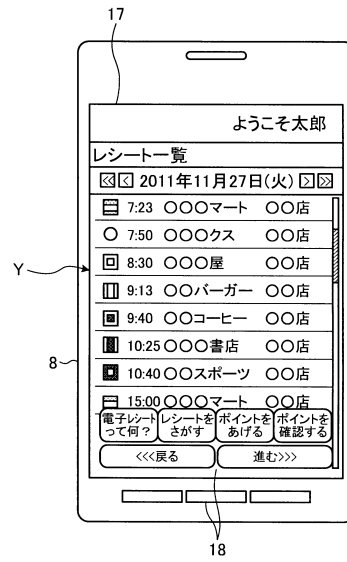 17
ようこそ太郎
レシート一覧
≪ < 2011年11月27日(火) > ≫
7:23 〇〇〇マート 〇〇店
7:50 〇〇〇クス 〇〇店
8:30 〇〇〇屋 〇〇店
9:13 〇〇バーガー 〇〇店
9:40 〇〇コーヒー 〇〇店
10:25 〇〇〇書店 〇〇店
10:40 〇〇スポーツ 〇〇店
15:00 〇〇〇マート 〇〇店
電子レシートって何? レシートをさがす ポイントをあげる ポイントを確認する
<<<戻る 進む>>>
Y
8
18